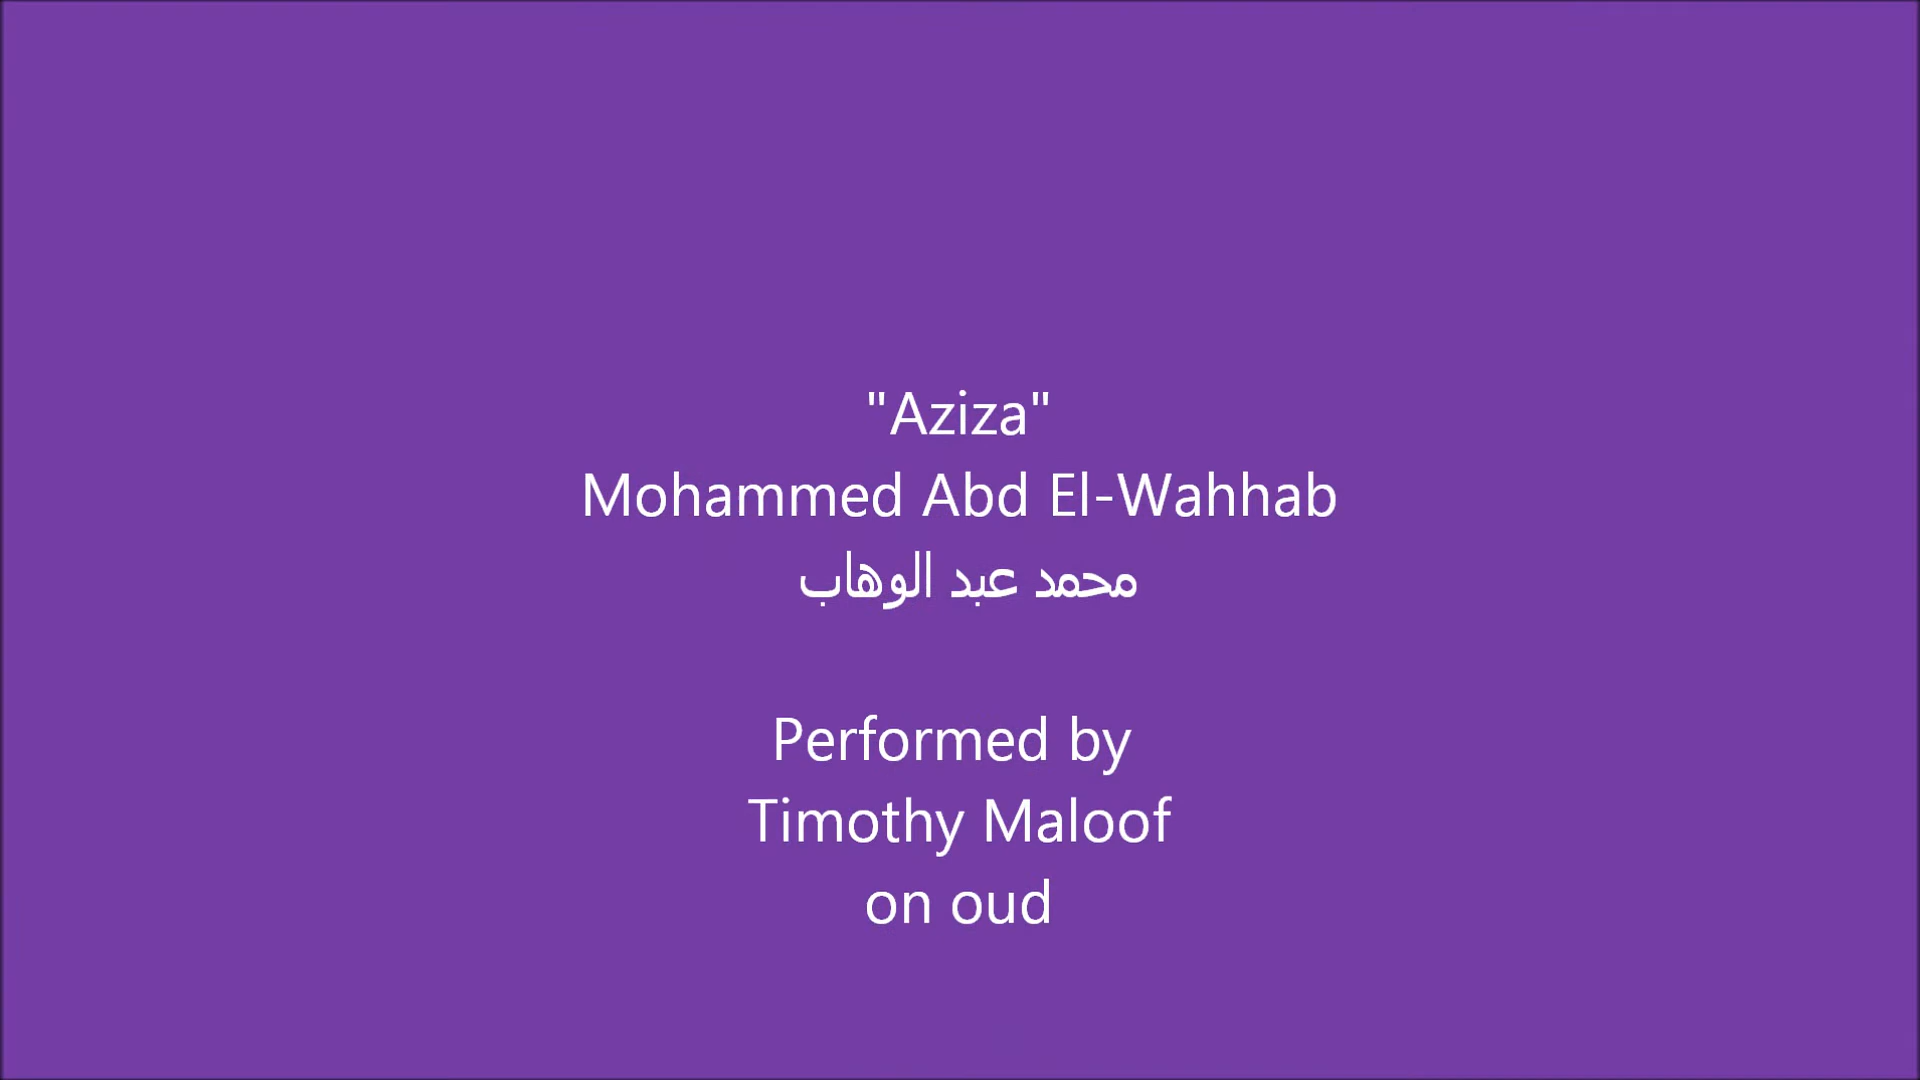 "Aziza"
Mohammed Abd El-Wahhab
محمد عبد الوهاب
Performed by
Timothy Maloof
on oud